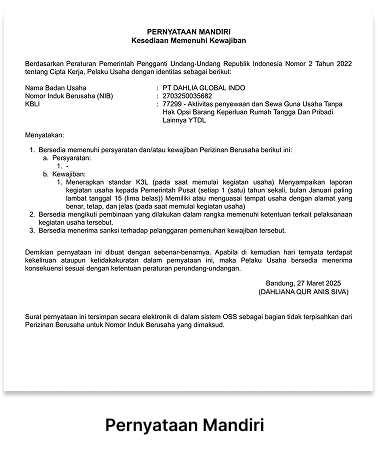 PERNYATAAN MANDIRI
Kesediaan Memenuhi Kewajiban
Berdasarkan Peraturan Pemerintah Pengganti Undang-Undang Republik Indonesia Nomor 2 Tahun 2022
tentang Cipta Kerja, Pelaku Usaha dengan identitas sebagai berikut:
Nama Badan Usaha : PT DAHLIA GLOBAL INDO
Nomor Induk Berusaha (NIB) : 2703250035682
KBLI : 77299 - Aktivitas penyewaan dan Sewa Guna Usaha Tanpa
Hak Opsi Barang Keperluan Rumah Tangga Dan Pribadi
Lainnya YTDL
Menyatakan:
1. Bersedia memenuhi persyaratan dan/atau kewajiban Perizinan Berusaha berikut ini:
a. Persyaratan:
1. -
b. Kewajiban:
1. Menerapkan standar K3L (pada saat memulai kegiatan usaha) Menyampaikan laporan
kegiatan usaha kepada Pemerintah Pusat (setiap 1 (satu) tahun sekali, bulan Januari paling
lambat tanggal 15 (lima belas)) Memiliki atau menguasai tempat usaha dengan alamat yang
benar, tetap, dan jelas (pada saat memulai kegiatan usaha)
2. Bersedia mengikuti pembinaan yang dilakukan dalam rangka memenuhi ketentuan terkait pelaksanaan
kegiatan usaha tersebut.
3. Bersedia menerima sanksi terhadap pelanggaran pemenuhan kewajiban tersebut.
Demikian pernyataan ini dibuat dengan sebenar-benarnya. Apabila di kemudian hari ternyata terdapat
kekeliruan ataupun ketidakakuratan dalam pernyataan ini, maka Pelaku Usaha bersedia menerima
konsekuensi sesuai dengan ketentuan peraturan perundang-undangan.
Bandung, 27 Maret 2025
(DAHLIANA QUR ANIS SIVA)
Surat pernyataan ini tersimpan secara elektronik di dalam sistem OSS sebagai bagian tidak terpisahkan dari
Perizinan Berusaha untuk Nomor Induk Berusaha yang dimaksud.
Pernyataan Mandiri